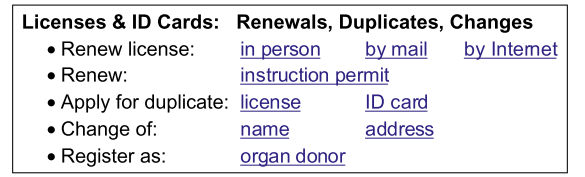 Licenses & ID Cards: Renewals, Duplicates, Changes
• Renew license: in person by mail by Internet
• Renew: instruction permit
• Apply for duplicate: license ID card
• Change of: name address
• Register as: organ donor